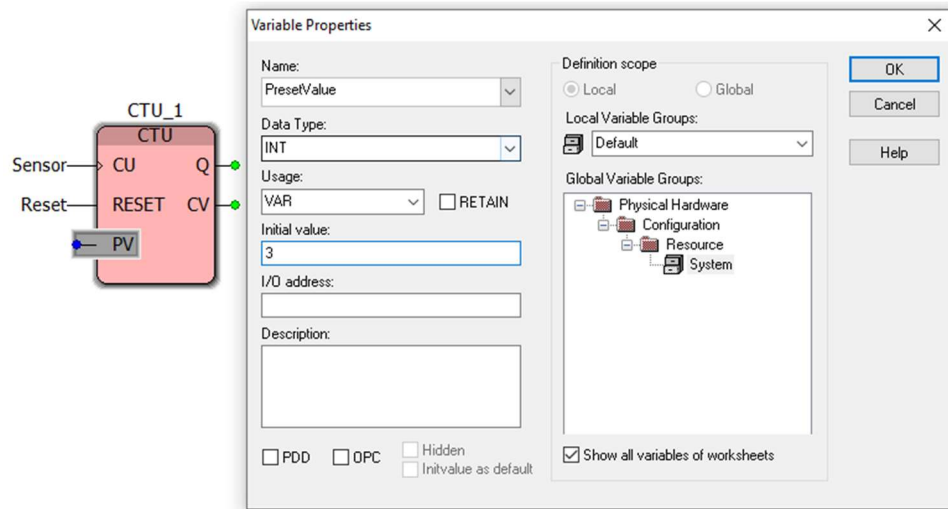 CTU_1
CTU
Sensor CU Q
Reset RESET CV
PV
Variable Properties
Name:
PresetValue
Data Type:
INT
Usage:
VAR RETAIN
Initial value:
3
I/O address:
Description:
PDD OPC Hidden
Initvalue as default
Definition scope
Local Global
Local Variable Groups:
Default
Global Variable Groups:
Physical Hardware
Configuration
Resource
System
Show all variables of worksheets
OK
Cancel
Help